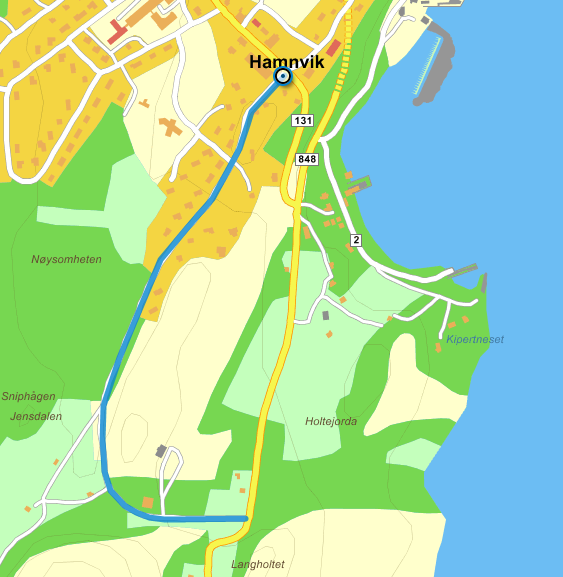 Hamnvik
131
848
2
Nøysomheten
Kipertneset
Sniphågen
Jensdalen
Holtejorda
Langholtet